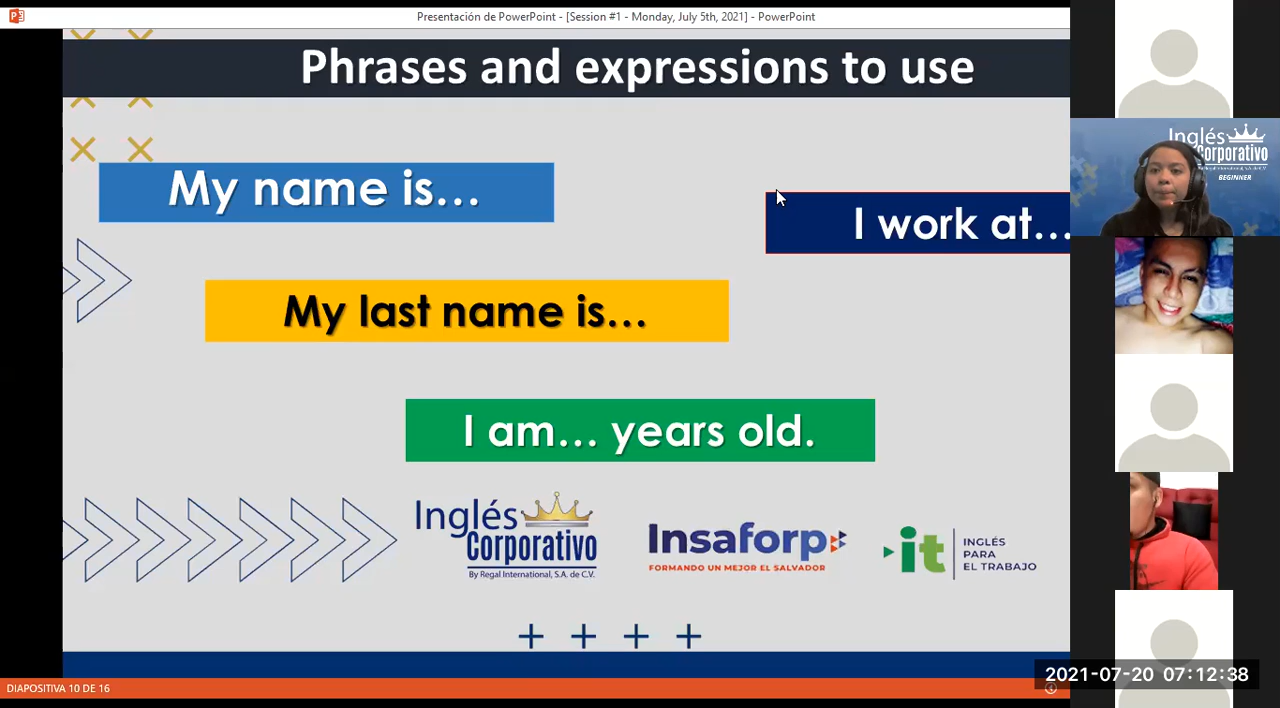 Presentación de PowerPoint - [Session #1 - Monday, July 5th, 2021] - PowerPoint
Phrases and expressions to use
My name is...
I work at...
My last name is...
I am... years old.
Inglés
Corporativo
By Regal International, S.A. de C.V.
Insaforp
FORMANDO UN MEJOR EL SALVADOR
it
INGLÉS
PARA
EL TRABAJO
Inglés
Corporativo
BEGINNER
DIAPOSITIVA 10 DE 16
2021-07-20 07:12:38